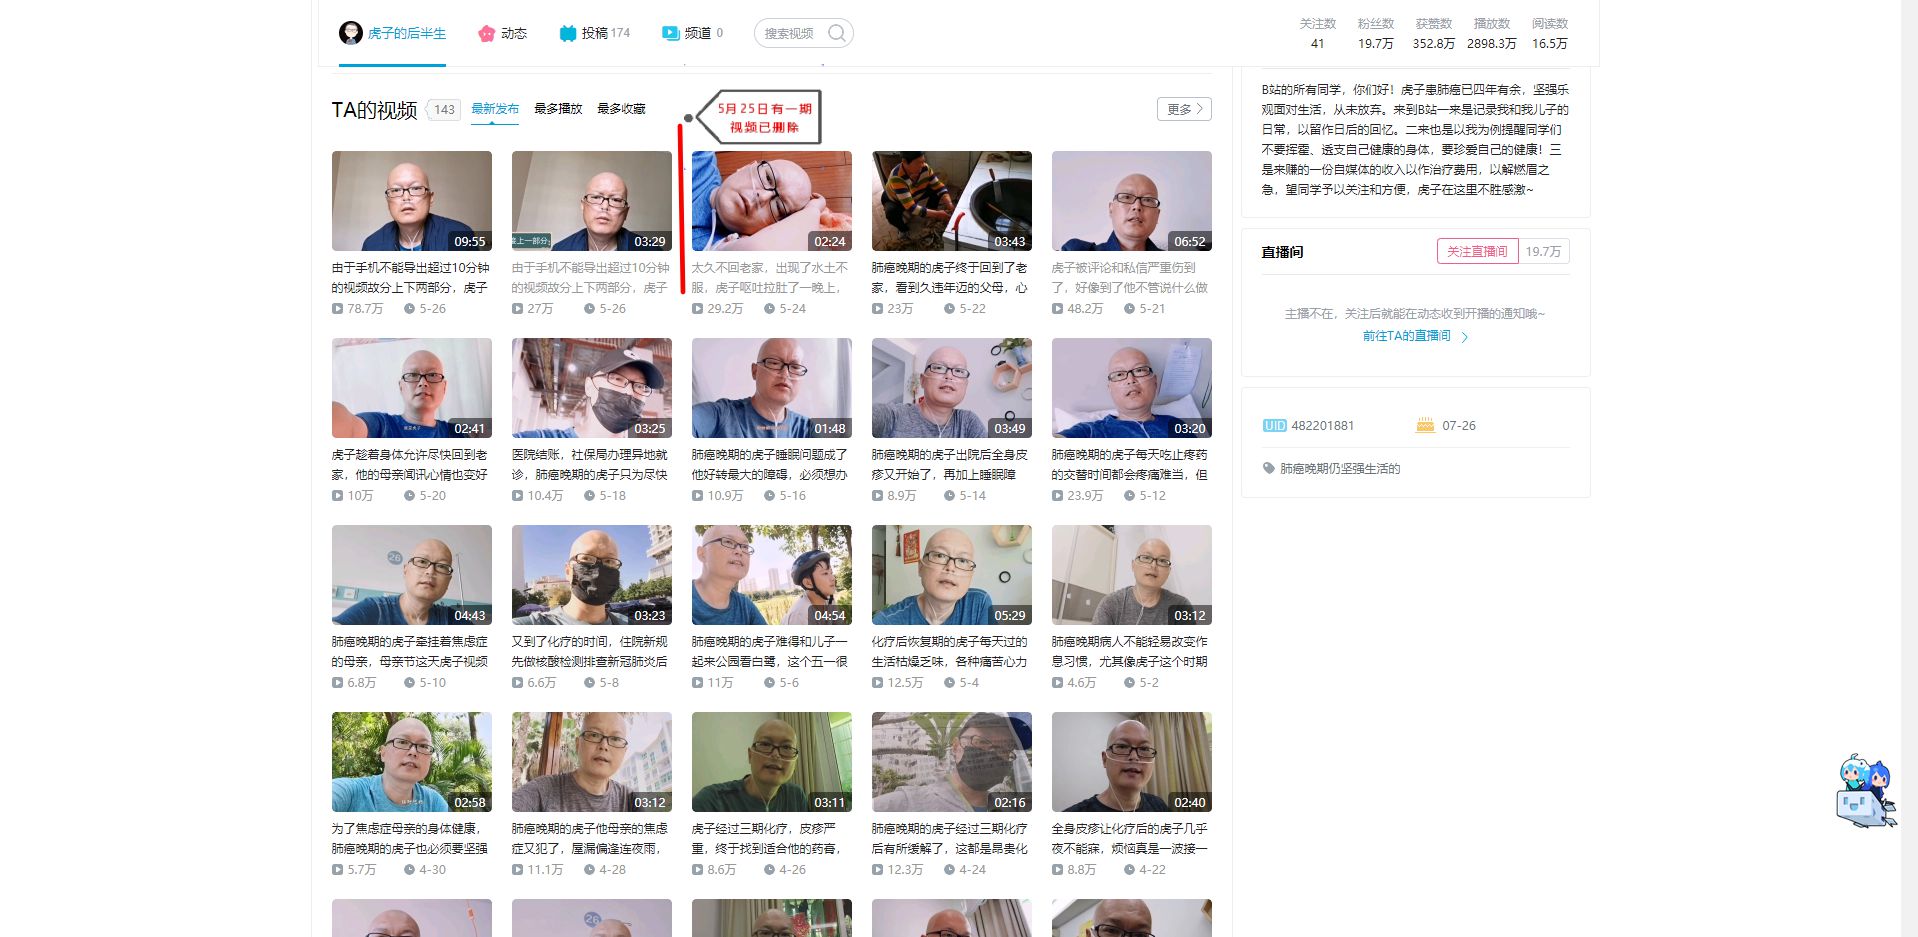 虎子的后半生
动态
投稿 174
频道 0
搜索视频
关注数 粉丝数 获赞数 播放数 阅读数
41 19.7万 352.8万 2898.3万 16.5万
TA的视频 143 最新发布 最多播放 最多收藏
5月25日有一期
视频已删除
更多
09:55
接上一部分
03:29
02:24
03:43
06:52
由于手机不能导出超过10分钟
的视频故分上下两部分，虎子
78.7万 5-26
由于手机不能导出超过10分钟
的视频故分上下两部分，虎子
27万 5-26
太久不回老家，出现了水土不
服，虎子呕吐拉肚了一晚上，
29.2万 5-24
肺癌晚期的虎子终于回到了老
家，看到久违年迈的父母，心
23万 5-22
虎子被评论和私信严重伤到
了，好像到了他不管说什么做
48.2万 5-21
02:41
03:25
01:48
03:49
03:20
虎子趁着身体允许尽快回到老
家，他的母亲闻讯心情也变好
10万 5-20
医院结账，社保局办理异地就
诊，肺癌晚期的虎子只为尽快
10.4万 5-18
肺癌晚期的虎子睡眠问题成了
他好转最大的障碍，必须想办
10.9万 5-16
肺癌晚期的虎子出院后全身皮
疹又开始了，再加上睡眠障
8.9万 5-14
肺癌晚期的虎子每天吃止疼药
的交替时间都会疼痛难当，但
23.9万 5-12
26
04:43
03:23
04:54
05:29
03:12
肺癌晚期的虎子牵挂着焦虑症
的母亲，母亲节这天虎子视频
6.8万 5-10
又到了化疗的时间，住院新规
先做核酸检测排查新冠肺炎后
6.6万 5-8
肺癌晚期的虎子难得和儿子一
起来公园看白鹭，这个五一很
11万 5-6
化疗后恢复期的虎子每天过的
生活枯燥乏味，各种痛苦心力
12.5万 5-4
肺癌晚期病人不能轻易改变作
息习惯，尤其像虎子这个时期
4.6万 5-2
02:58
03:12
03:11
02:16
02:40
为了焦虑症母亲的身体健康，
肺癌晚期的虎子也必须要坚强
5.7万 4-30
肺癌晚期的虎子他母亲的焦虑
症又犯了，屋漏偏逢连夜雨，
11.1万 4-28
虎子经过三期化疗，皮疹严
重，终于找到适合他的药膏，
8.6万 4-26
肺癌晚期的虎子经过三期化疗
后有所缓解了，这都是昂贵化
12.3万 4-24
全身皮疹让化疗后的虎子几乎
夜不能寐，烦恼真是一波接一
8.8万 4-22
26
B站的所有同学，你们好！虎子患肺癌已四年有余，坚强乐
观面对生活，从未放弃。来到B站一来是记录我和我儿子的
日常，以留作日后的回忆。二来也是以我为例提醒同学们
不要挥霍、透支自己健康的身体，要珍爱自己的健康！三
是来赚的一份自媒体的收入以作治疗费用，以解燃眉之
急，望同学予以关注和方便，虎子在这里不胜感激~
直播间 关注直播间 19.7万
主播不在，关注后就能在动态收到开播的通知哦~
前往TA的直播间
UID 482201881 07-26
肺癌晚期仍坚强生活的